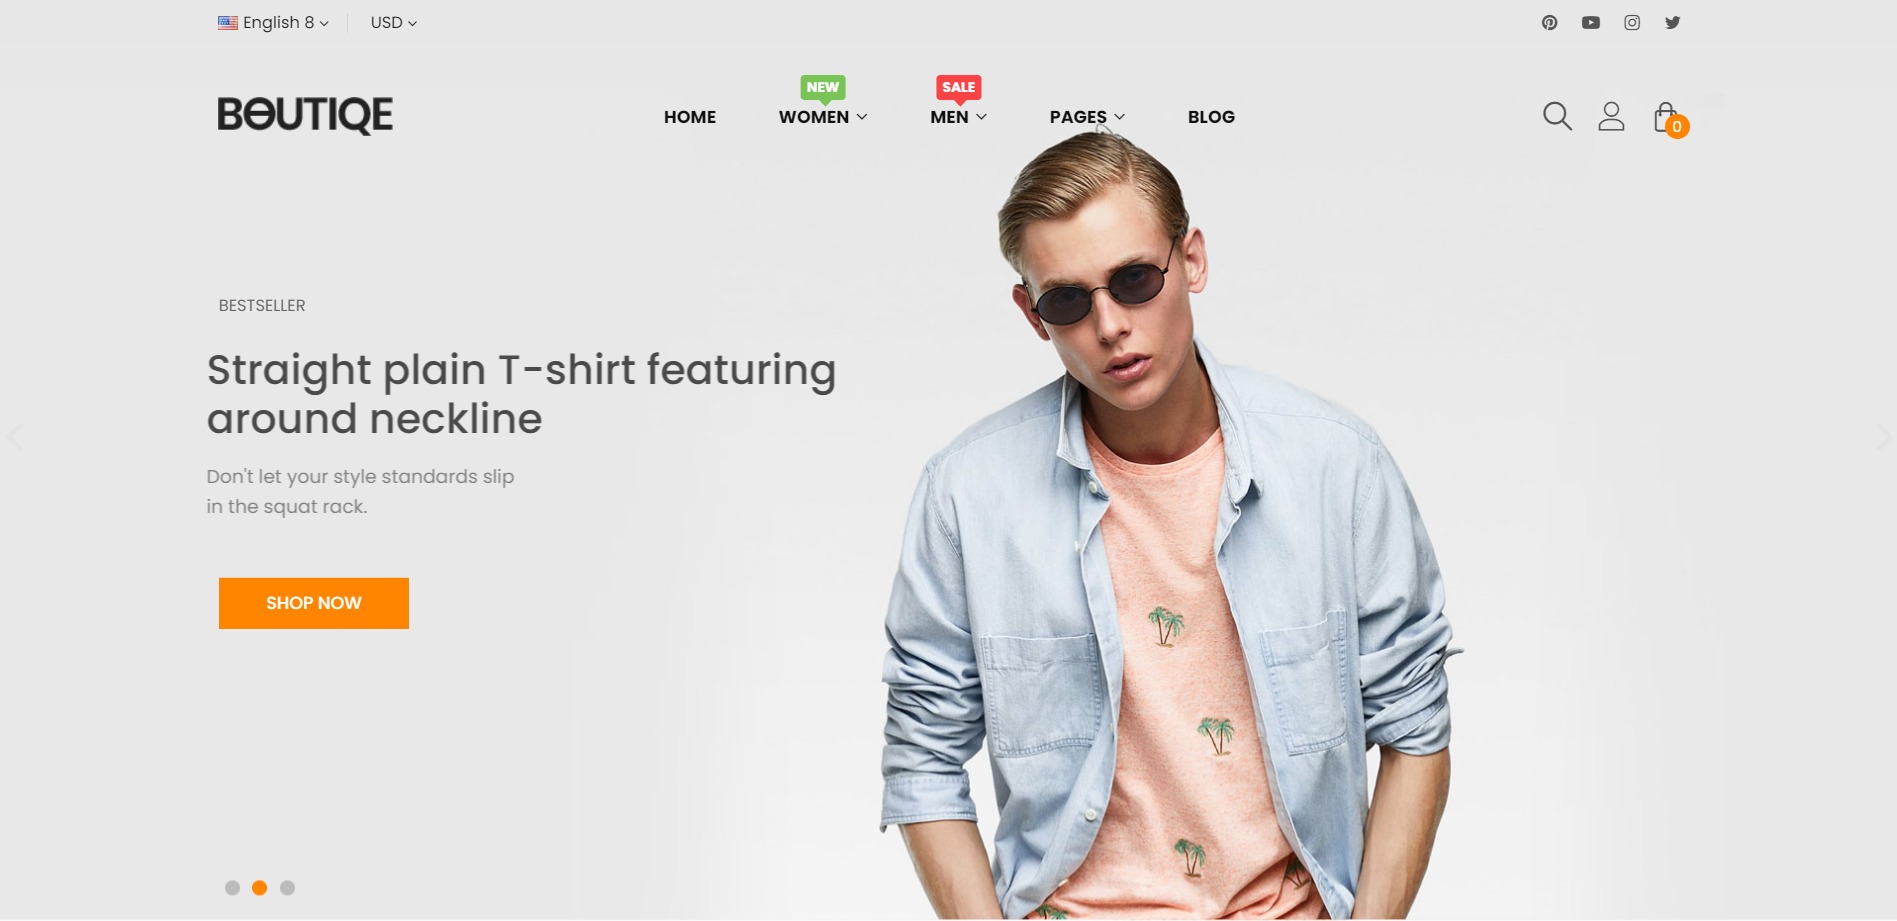 English 8
USD
BOUTIQE
HOME
NEW
WOMEN
SALE
MEN
PAGES
BLOG
0
BESTSELLER
Straight plain T-shirt featuring
around neckline
Don't let your style standards slip
in the squat rack.
SHOP NOW